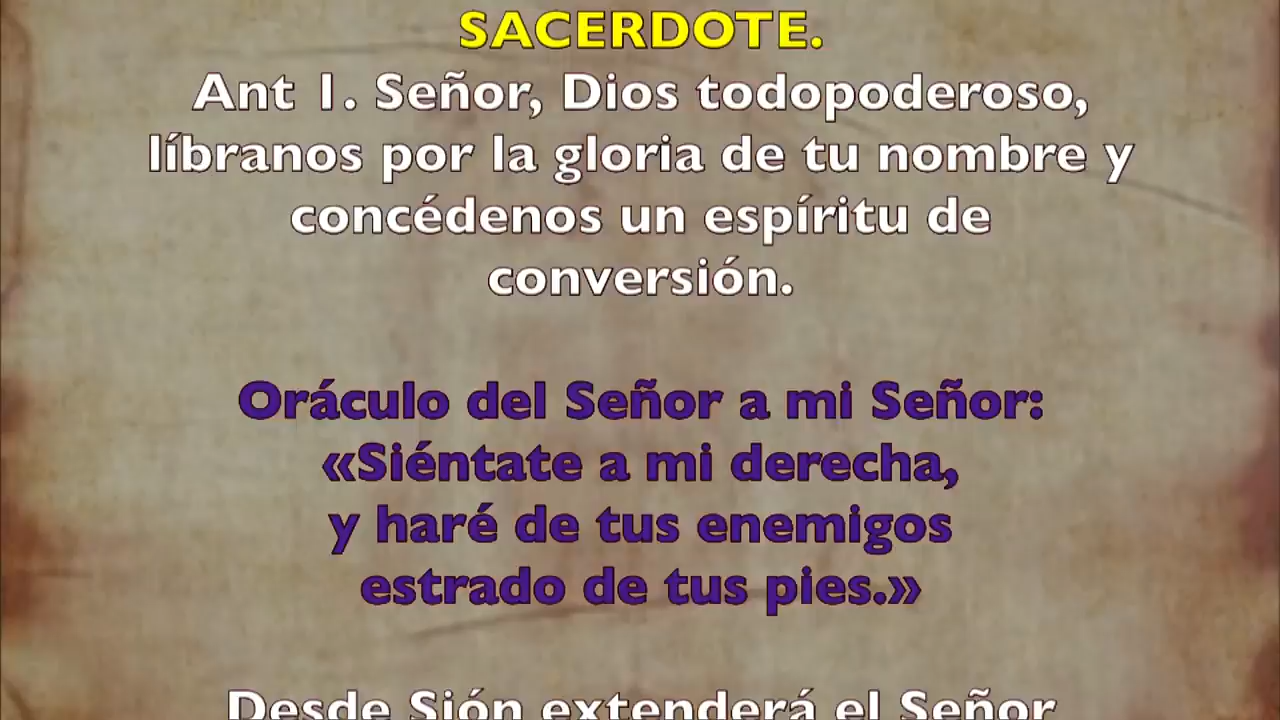 SACERDOTE.
Ant 1. Señor, Dios todopoderoso,
líbranos por la gloria de tu nombre y
concédenos un espíritu de
conversión.
Oráculo del Señor a mi Señor:
«Siéntate a mi derecha,
y haré de tus enemigos
estrado de tus pies.»
Desde Sión extenderá el Señor